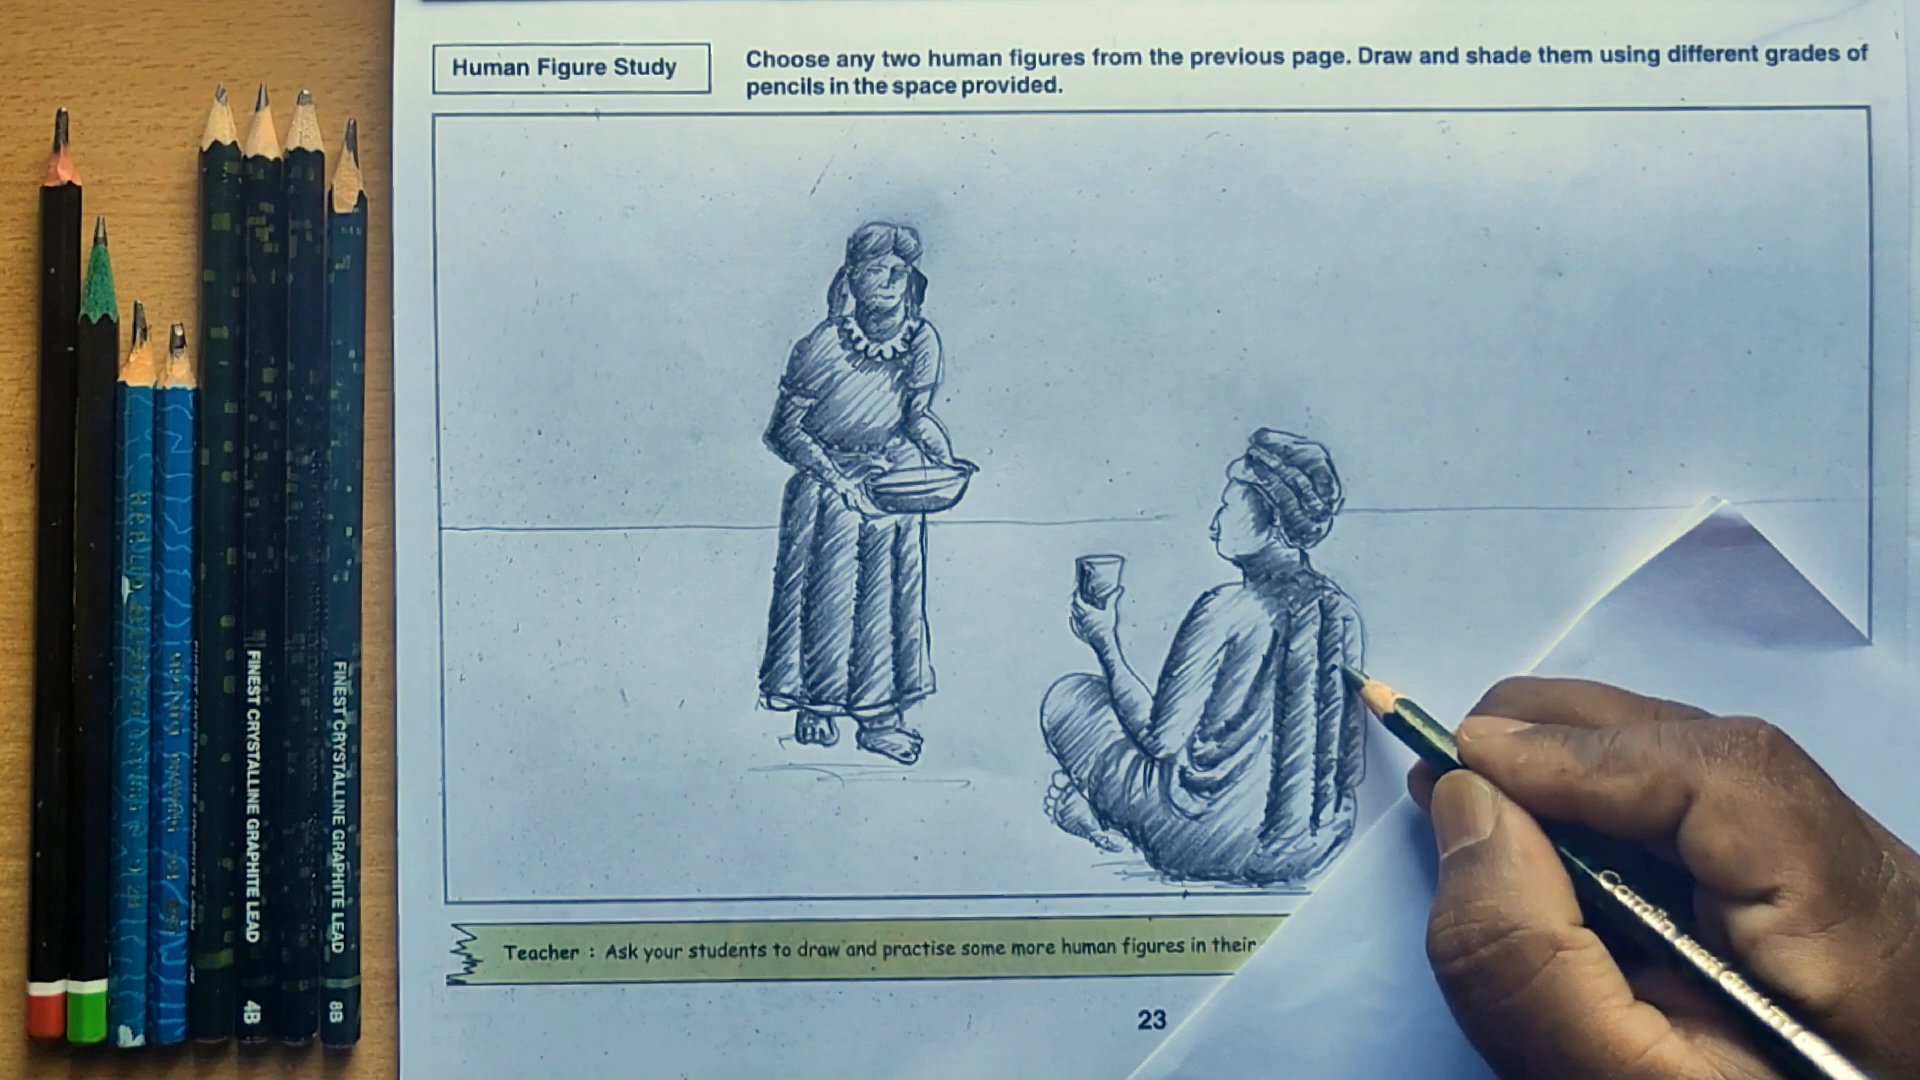 Human Figure Study
Choose any two human figures from the previous page. Draw and shade them using different grades of
pencils in the space provided.
Teacher : Ask your students to draw and practise some more human figures in their
23
FINEST CRYSTALLINE GRAPHITE LEAD 4B
FINEST CRYSTALLINE GRAPHITE LEAD 8B